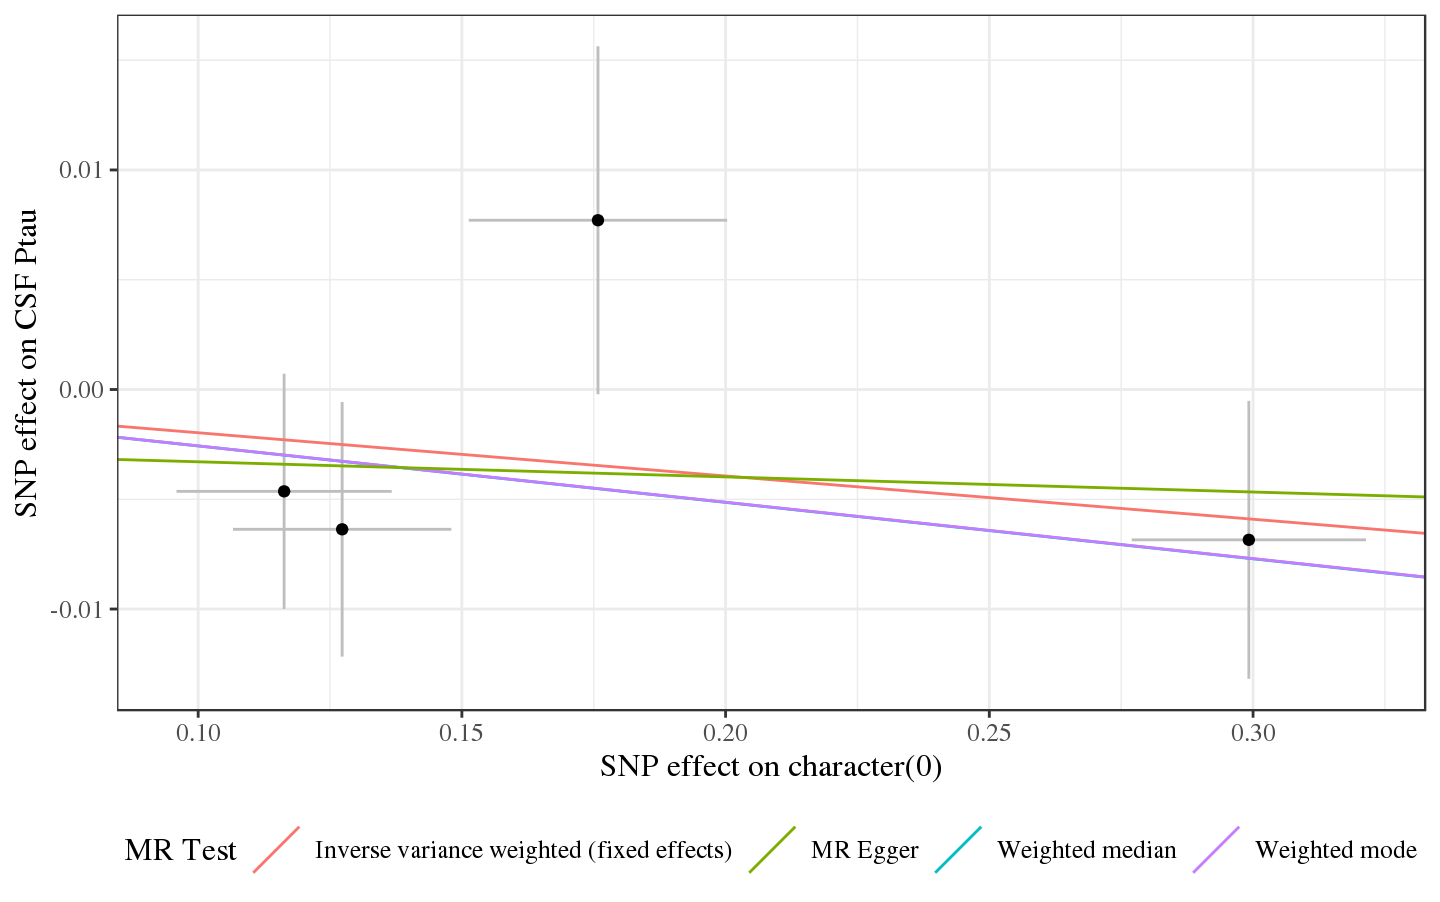 SNP effect on CSF Ptau
0.01
0.00
-0.01
0.10 0.15 0.20 0.25 0.30
SNP effect on character(0)
MR Test Inverse variance weighted (fixed effects) MR Egger Weighted median Weighted mode